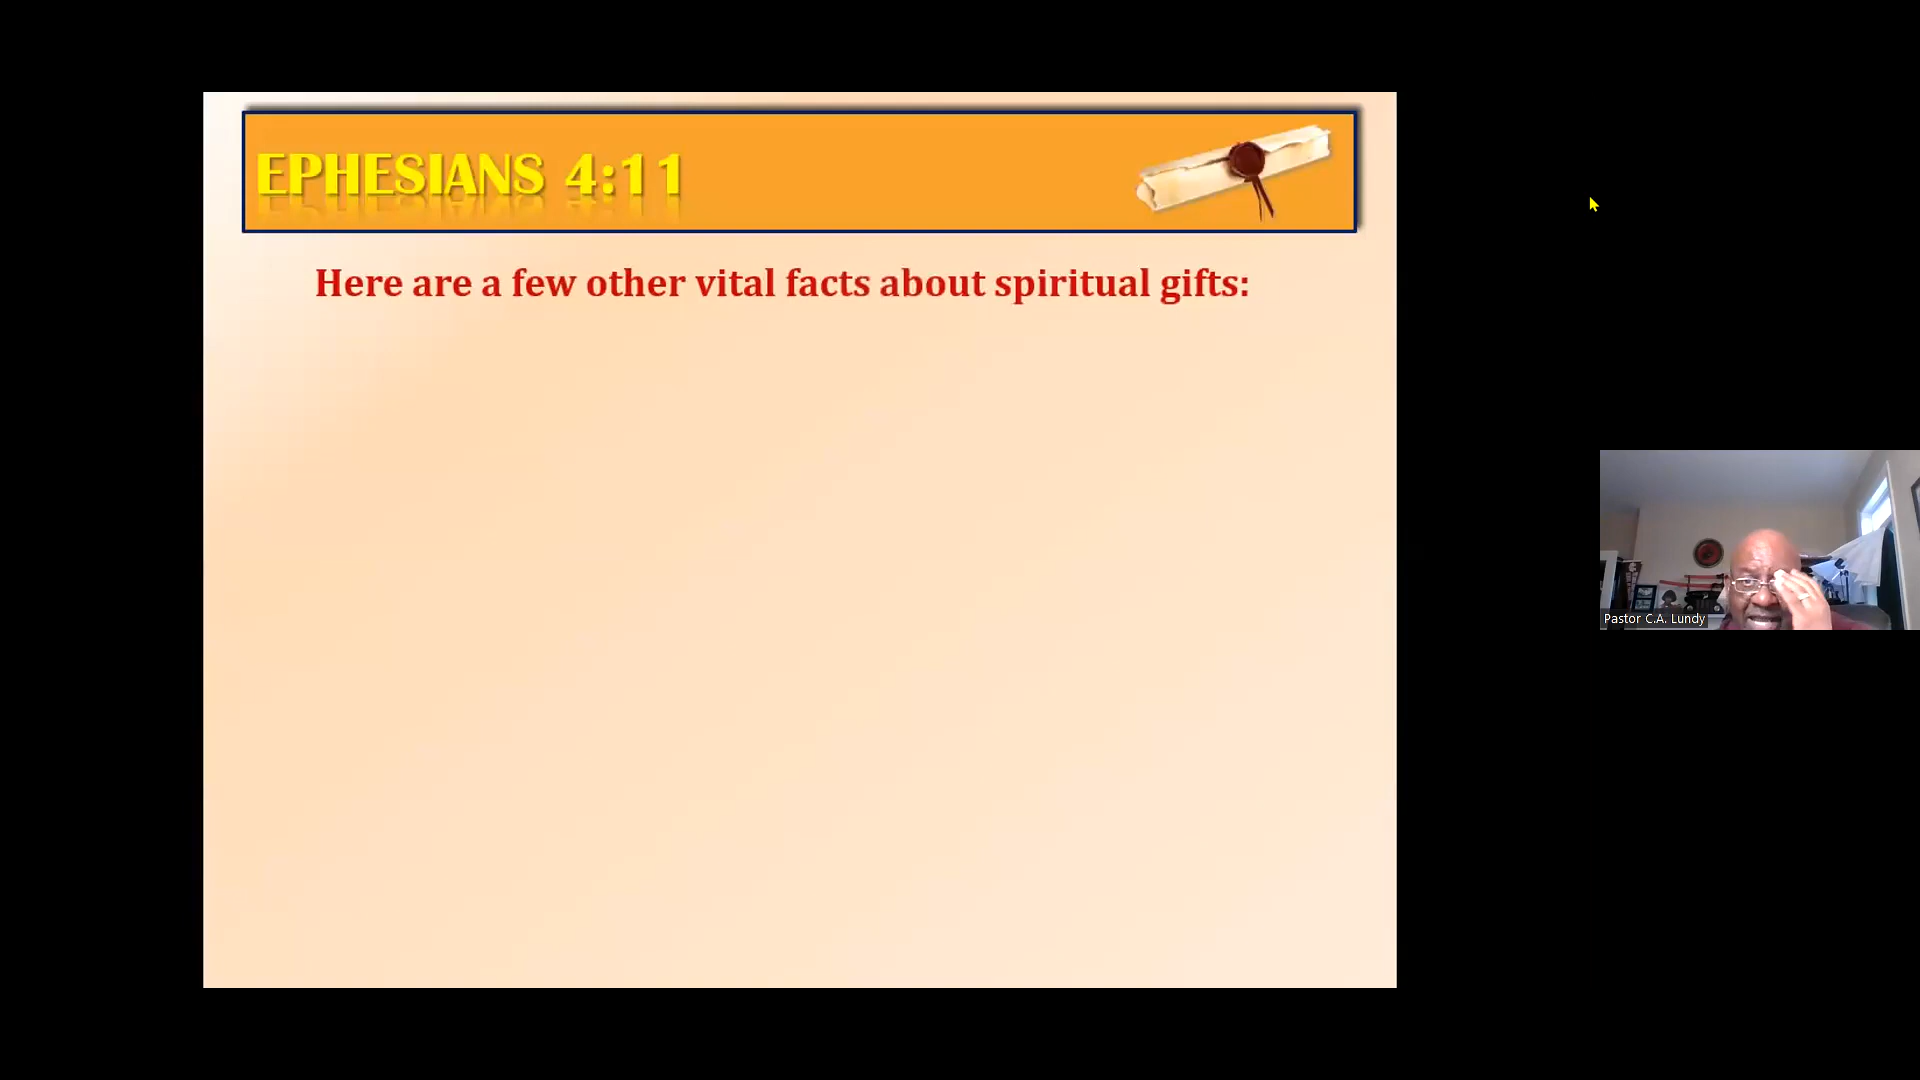 EPHESIANS 4:11
Here are a few other vital facts about spiritual gifts:
Pastor C.A. Lundy